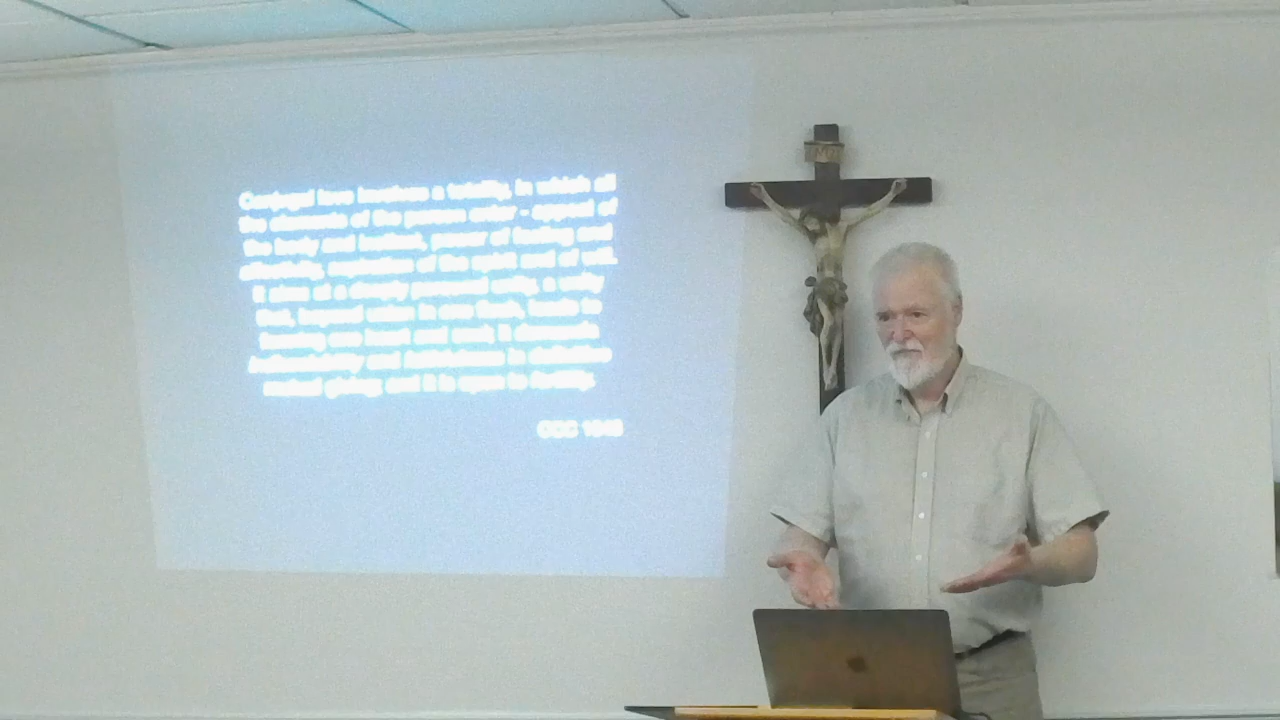 Conjugal love involves a totality, in which all
the elements of the person enter - appeal of
the body and instinct, power of feeling and
affectivity, aspiration of the spirit and of will.
It aims at a deeply personal unity, a unity
that, beyond union in one flesh, leads to
forming one heart and soul; it demands
indissolubility and faithfulness in definitive
mutual giving; and it is open to fertility.
CCC 1643